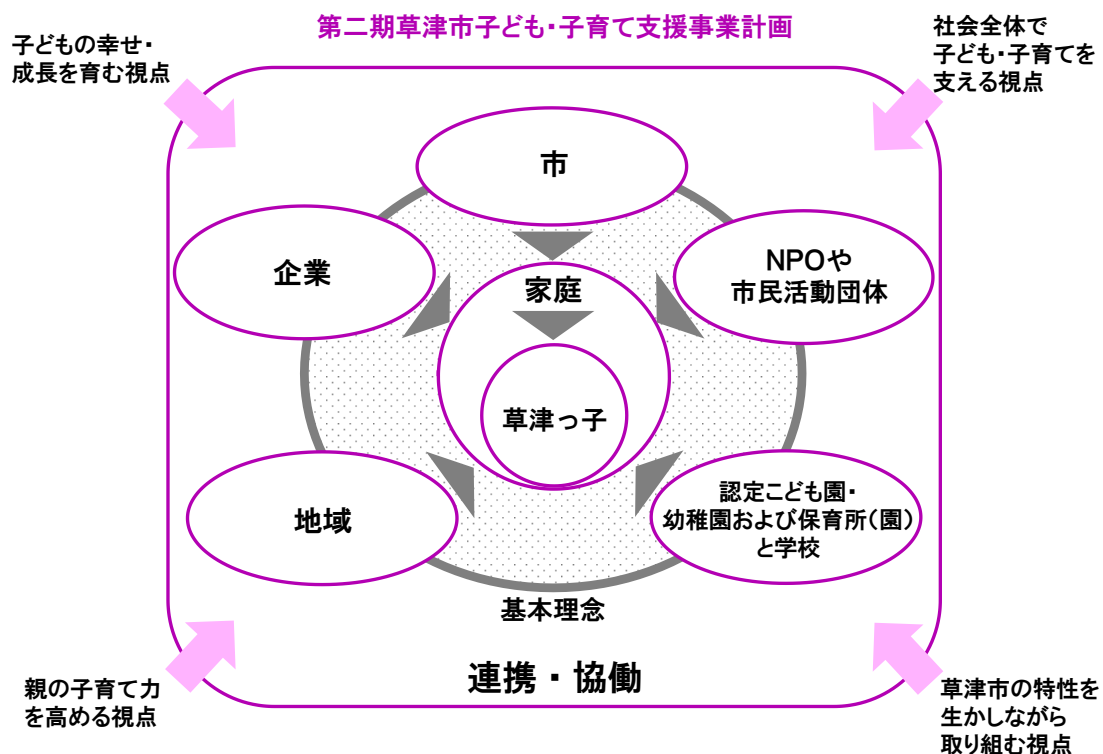 第二期草津市子ども・子育て支援事業計画
子どもの幸せ・
成長を育む視点
社会全体で
子ども・子育てを
支える視点
市
企業
NPOや
市民活動団体
家庭
草津っ子
地域
認定こども園・
幼稚園および保育所（園）
と学校
基本理念
連携・協働
親の子育て力
を高める視点
草津市の特性を
生かしながら
取り組む視点